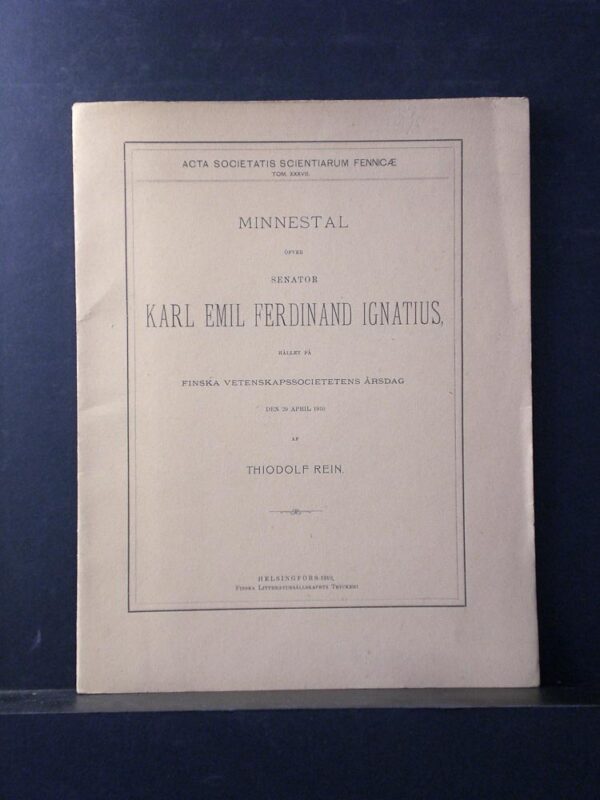 ACTA SOCIETATIS SCIENTIARUM FENNICÆ
TOM. XXXVII.
MINNESTAL
ÖFVER
SENATOR
KARL EMIL FERDINAND IGNATIUS,
HÅLLET PÅ
FINSKA VETENSKAPSSOCIETETENS ÅRSDAG
DEN 29 APRIL 1910
AF
THIODOLF REIN.
HELSINGFORS 1910,
FINSKA LITTERATURSÄLLSKAPETS TRYCKERI